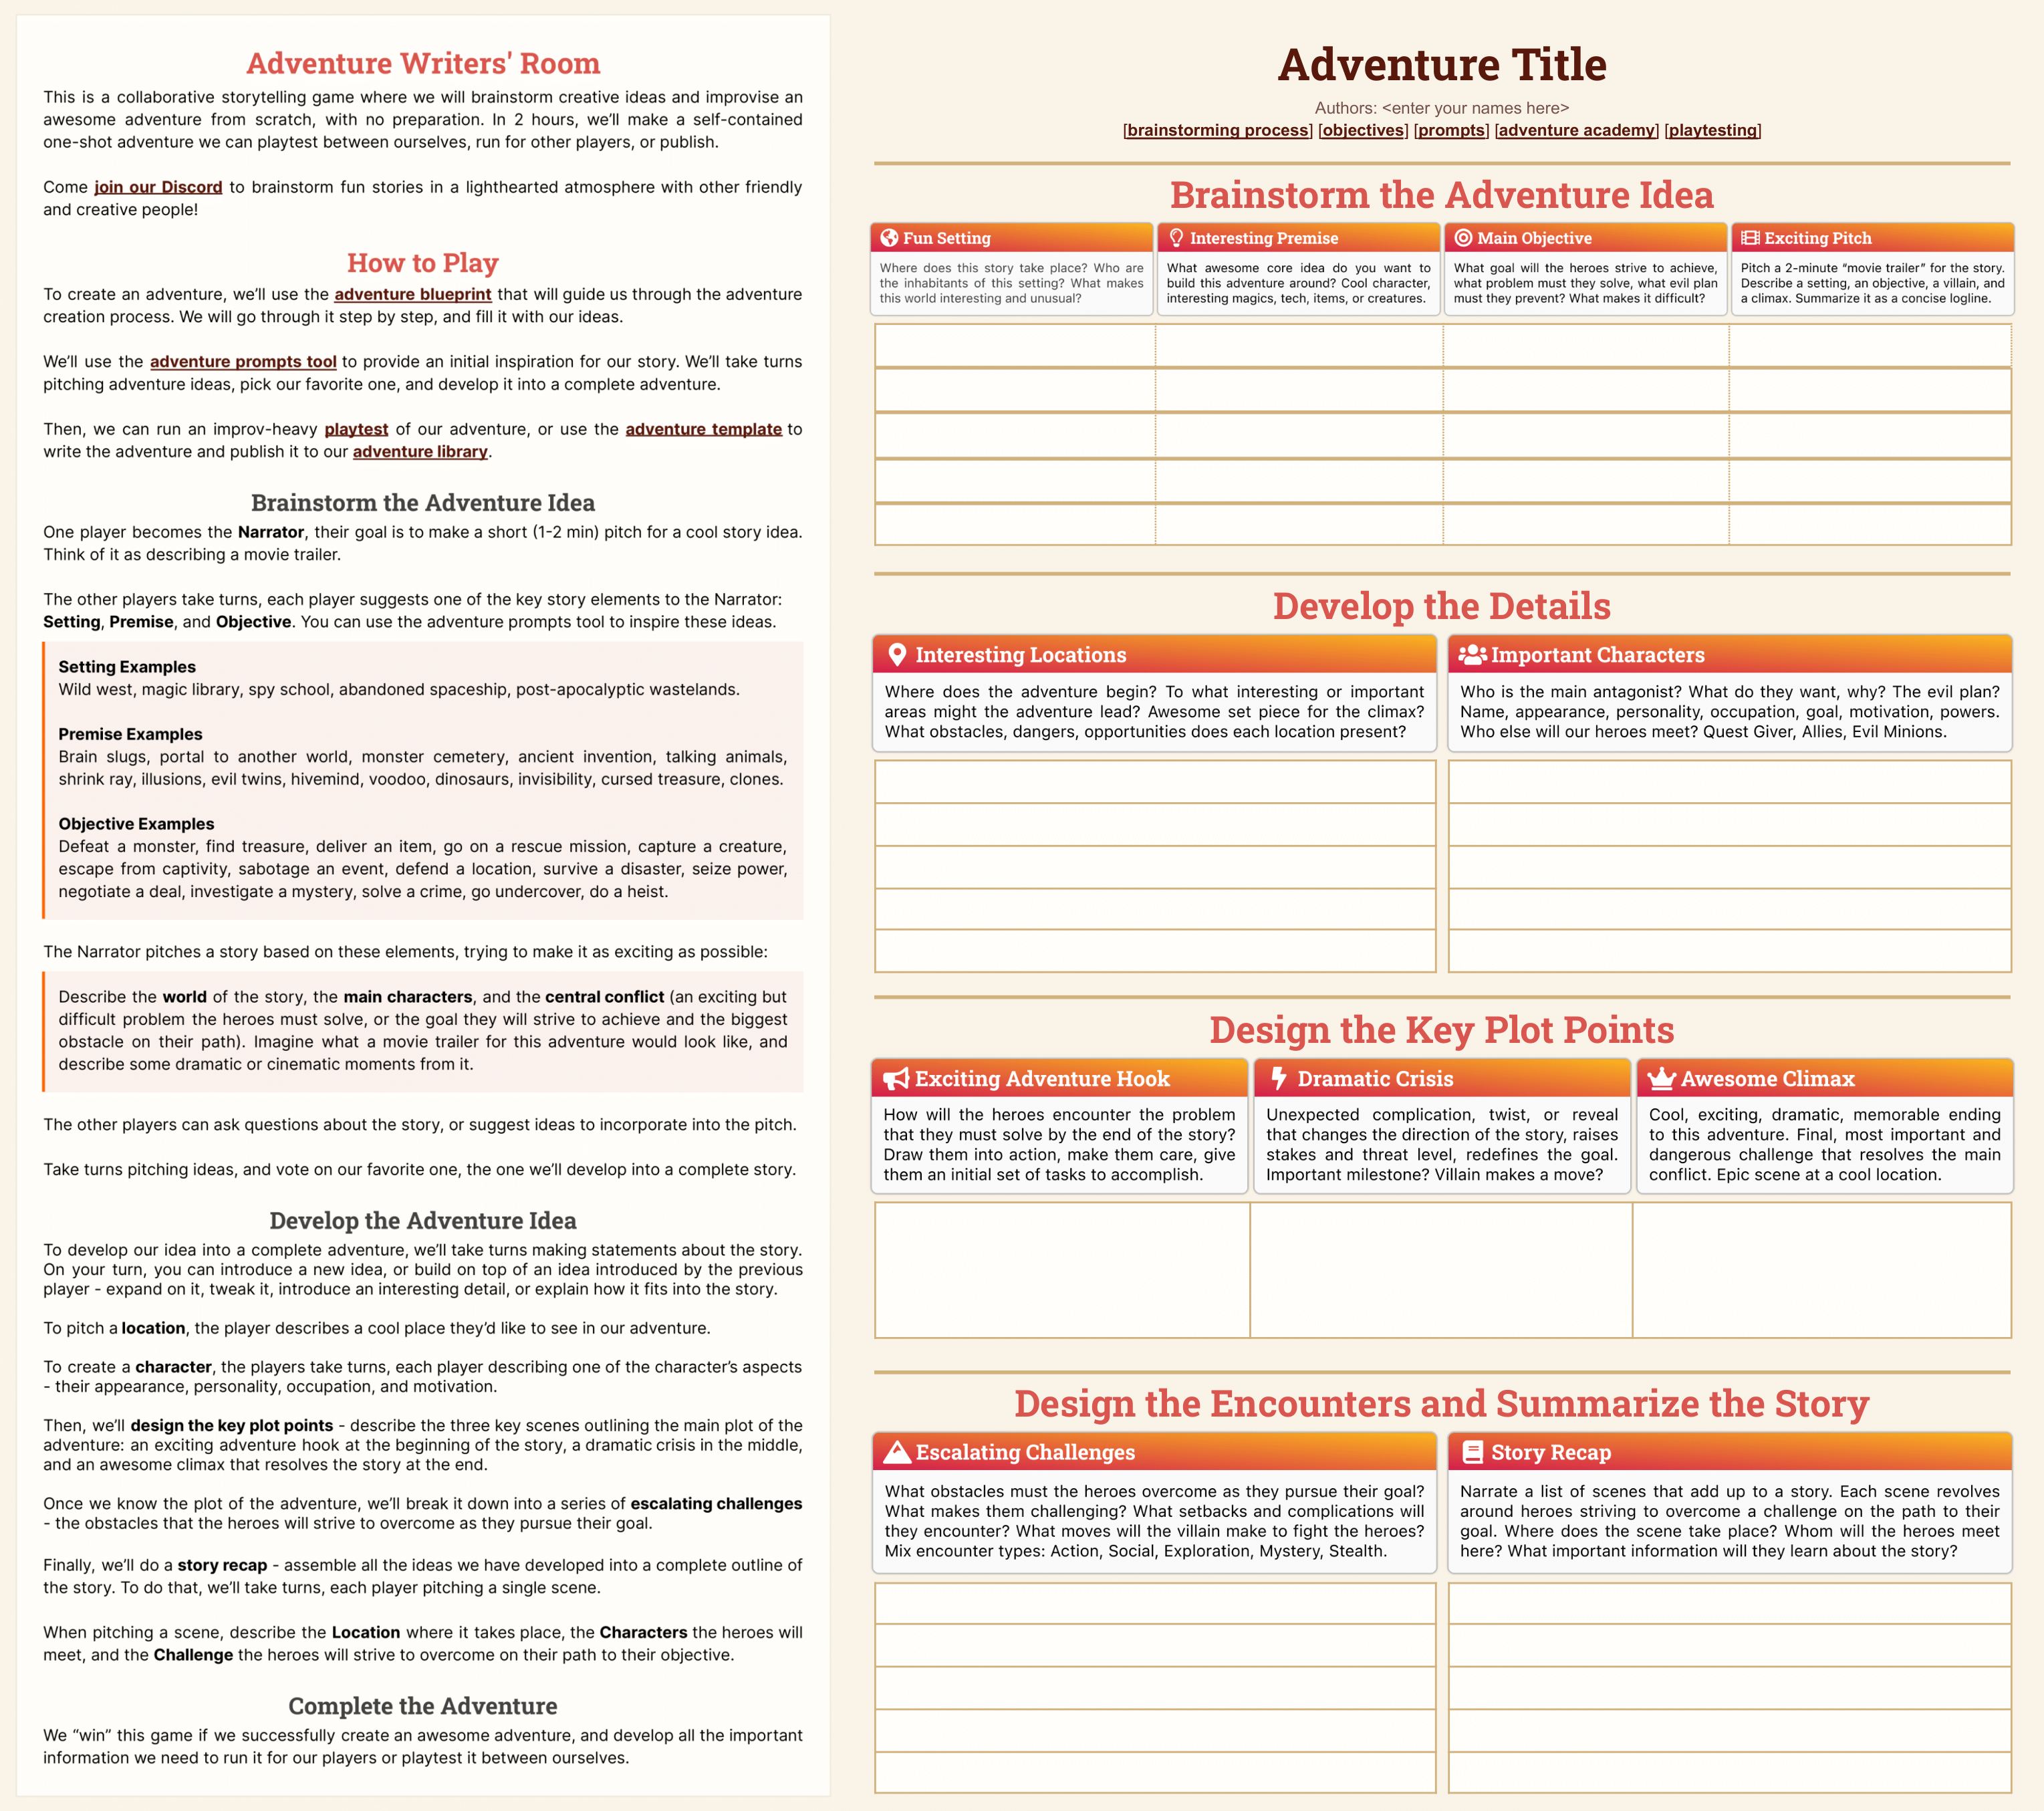 Adventure Writers' Room
This is a collaborative storytelling game where we will brainstorm creative ideas and improvise an
awesome adventure from scratch, with no preparation. In 2 hours, we'll make a self-contained
one-shot adventure we can playtest between ourselves, run for other players, or publish.
Come join our Discord to brainstorm fun stories in a lighthearted atmosphere with other friendly
and creative people!
How to Play
To create an adventure, we'll use the adventure blueprint that will guide us through the adventure
creation process. We will go through it step by step, and fill it with our ideas.
We'll use the adventure prompts tool to provide an initial inspiration for our story. We'll take turns
pitching adventure ideas, pick our favorite one, and develop it into a complete adventure.
Then, we can run an improv-heavy playtest of our adventure, or use the adventure template to
write the adventure and publish it to our adventure library.
Brainstorm the Adventure Idea
One player becomes the Narrator, their goal is to make a short (1-2 min) pitch for a cool story idea.
Think of it as describing a movie trailer.
The other players take turns, each player suggests one of the key story elements to the Narrator:
Setting, Premise, and Objective. You can use the adventure prompts tool to inspire these ideas.
Setting Examples
Wild west, magic library, spy school, abandoned spaceship, post-apocalyptic wastelands.
Premise Examples
Brain slugs, portal to another world, monster cemetery, ancient invention, talking animals,
shrink ray, illusions, evil twins, hivemind, voodoo, dinosaurs, invisibility, cursed treasure, clones.
Objective Examples
Defeat a monster, find treasure, deliver an item, go on a rescue mission, capture a creature,
escape from captivity, sabotage an event, defend a location, survive a disaster, seize power,
negotiate a deal, investigate a mystery, solve a crime, go undercover, do a heist.
The Narrator pitches a story based on these elements, trying to make it as exciting as possible:
Describe the world of the story, the main characters, and the central conflict (an exciting but
difficult problem the heroes must solve, or the goal they will strive to achieve and the biggest
obstacle on their path). Imagine what a movie trailer for this adventure would look like, and
describe some dramatic or cinematic moments from it.
The other players can ask questions about the story, or suggest ideas to incorporate into the pitch.
Take turns pitching ideas, and vote on our favorite one, the one we'll develop into a complete story.
Develop the Adventure Idea
To develop our idea into a complete adventure, we'll take turns making statements about the story.
On your turn, you can introduce a new idea, or build on top of an idea introduced by the previous
player - expand on it, tweak it, introduce an interesting detail, or explain how it fits into the story.
To pitch a location, the player describes a cool place they'd like to see in our adventure.
To create a character, the players take turns, each player describing one of the character's aspects
- their appearance, personality, occupation, and motivation.
Then, we'll design the key plot points - describe the three key scenes outlining the main plot of the
adventure: an exciting adventure hook at the beginning of the story, a dramatic crisis in the middle,
and an awesome climax that resolves the story at the end.
Once we know the plot of the adventure, we'll break it down into a series of escalating challenges
- the obstacles that the heroes will strive to overcome as they pursue their goal.
Finally, we'll do a story recap - assemble all the ideas we have developed into a complete outline of
the story. To do that, we'll take turns, each player pitching a single scene.
When pitching a scene, describe the Location where it takes place, the Characters the heroes will
meet, and the Challenge the heroes will strive to overcome on their path to their objective.
Complete the Adventure
We “win” this game if we successfully create an awesome adventure, and develop all the important
information we need to run it for our players or playtest it between ourselves.
Adventure Title
Authors: <enter your names here>
[brainstorming process] [objectives] [prompts] [adventure academy] [playtesting]
Brainstorm the Adventure Idea
Fun Setting
Where does this story take place? Who are
the inhabitants of this setting? What makes
this world interesting and unusual?
Interesting Premise
What awesome core idea do you want to
build this adventure around? Cool character,
interesting magics, tech, items, or creatures.
Main Objective
What goal will the heroes strive to achieve,
what problem must they solve, what evil plan
must they prevent? What makes it difficult?
Exciting Pitch
Pitch a 2-minute “movie trailer” for the story.
Describe a setting, an objective, a villain, and
a climax. Summarize it as a concise logline.
Develop the Details
Interesting Locations
Where does the adventure begin? To what interesting or important
areas might the adventure lead? Awesome set piece for the climax?
What obstacles, dangers, opportunities does each location present?
Important Characters
Who is the main antagonist? What do they want, why? The evil plan?
Name, appearance, personality, occupation, goal, motivation, powers.
Who else will our heroes meet? Quest Giver, Allies, Evil Minions.
Design the Key Plot Points
Exciting Adventure Hook
How will the heroes encounter the problem
that they must solve by the end of the story?
Draw them into action, make them care, give
them an initial set of tasks to accomplish.
Dramatic Crisis
Unexpected complication, twist, or reveal
that changes the direction of the story, raises
stakes and threat level, redefines the goal.
Important milestone? Villain makes a move?
Awesome Climax
Cool, exciting, dramatic, memorable ending
to this adventure. Final, most important and
dangerous challenge that resolves the main
conflict. Epic scene at a cool location.
Design the Encounters and Summarize the Story
Escalating Challenges
What obstacles must the heroes overcome as they pursue their goal?
What makes them challenging? What setbacks and complications will
they encounter? What moves will the villain make to fight the heroes?
Mix encounter types: Action, Social, Exploration, Mystery, Stealth.
Story Recap
Narrate a list of scenes that add up to a story. Each scene revolves
around heroes striving to overcome a challenge on the path to their
goal. Where does the scene take place? Whom will the heroes meet
here? What important information will they learn about the story?